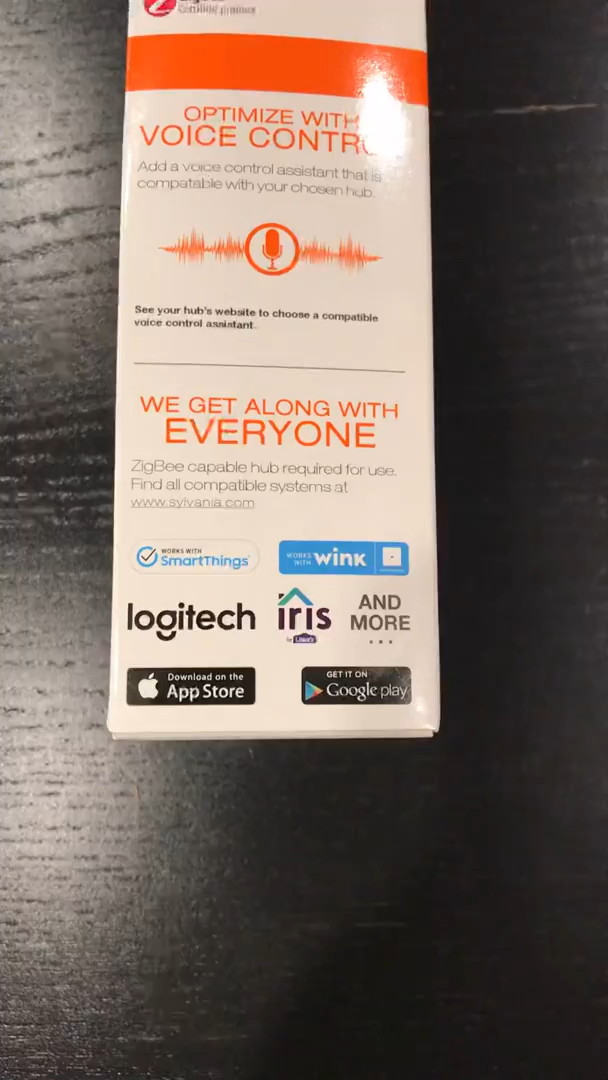 OPTIMIZE WITH
VOICE
Add a voice control assistant that is
compatable with your chosen hub.
See your hub's website to choose a compatible
voice control assistant.
WE GET ALONG WITH
EVERYONE
ZigBee capable hub required for use.
Find all compatible systems at
www.sylvania.com
WORKS WITH
SmartThings
WORKS
WITH wink
logitech
iris
by LOWE'S
AND
MORE
...
Download on the
App Store
GET IT ON
Google play